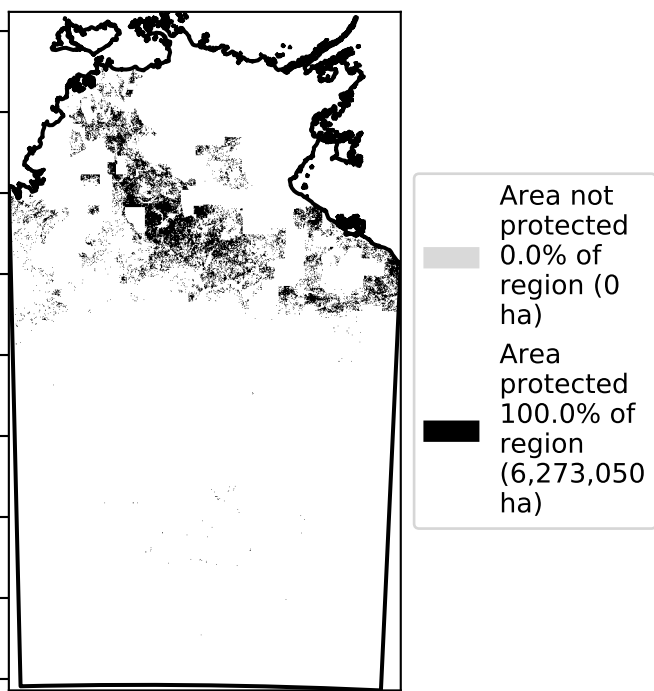 Area not
protected
0.0% of
region (0
ha)
Area
protected
100.0% of
region
(6,273,050
ha)